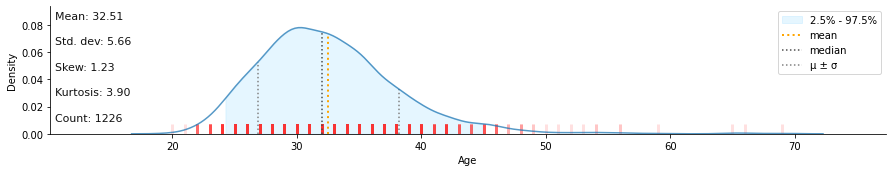 Mean: 32.51
Std. dev: 5.66
Skew: 1.23
Kurtosis: 3.90
Count: 1226
2.5% - 97.5%
mean
median
μ ± σ
Density
0.08
0.06
0.04
0.02
0.00
20
30
40
50
60
70
Age